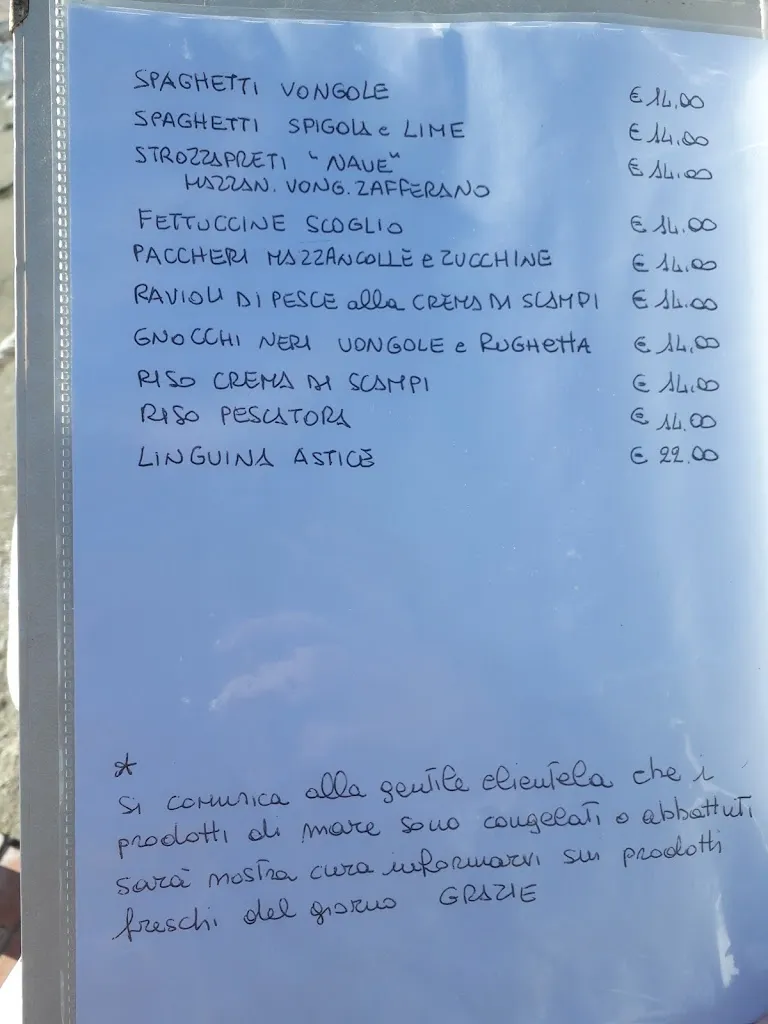 SPAGHETTI VONGOLE € 14,00
SPAGHETTI SPIGOLA e LIME € 14,00
STROZZAPRETI "NAVE" € 14,00
MAZZAN. VONG. ZAFFERANO
FETTUCCINE SCOGLIO € 14,00
PACCHERI MAZZANCOLLE e ZUCCHINE € 14,00
RAVIOLI DI PESCE alla CREMA DI SCAMPI € 14,00
GNOCCHI NERI VONGOLE e RUGHETTA € 14,00
RISO CREMA DI SCAMPI € 14,00
RISO PESCATORA € 14,00
LINGUINA ASTICE € 22.00
*
Si comunica alla gentile clientela che i
prodotti di mare sono congelati o abbattuti
sarà nostra cura informarvi sui prodotti
freschi del giorno GRAZIE